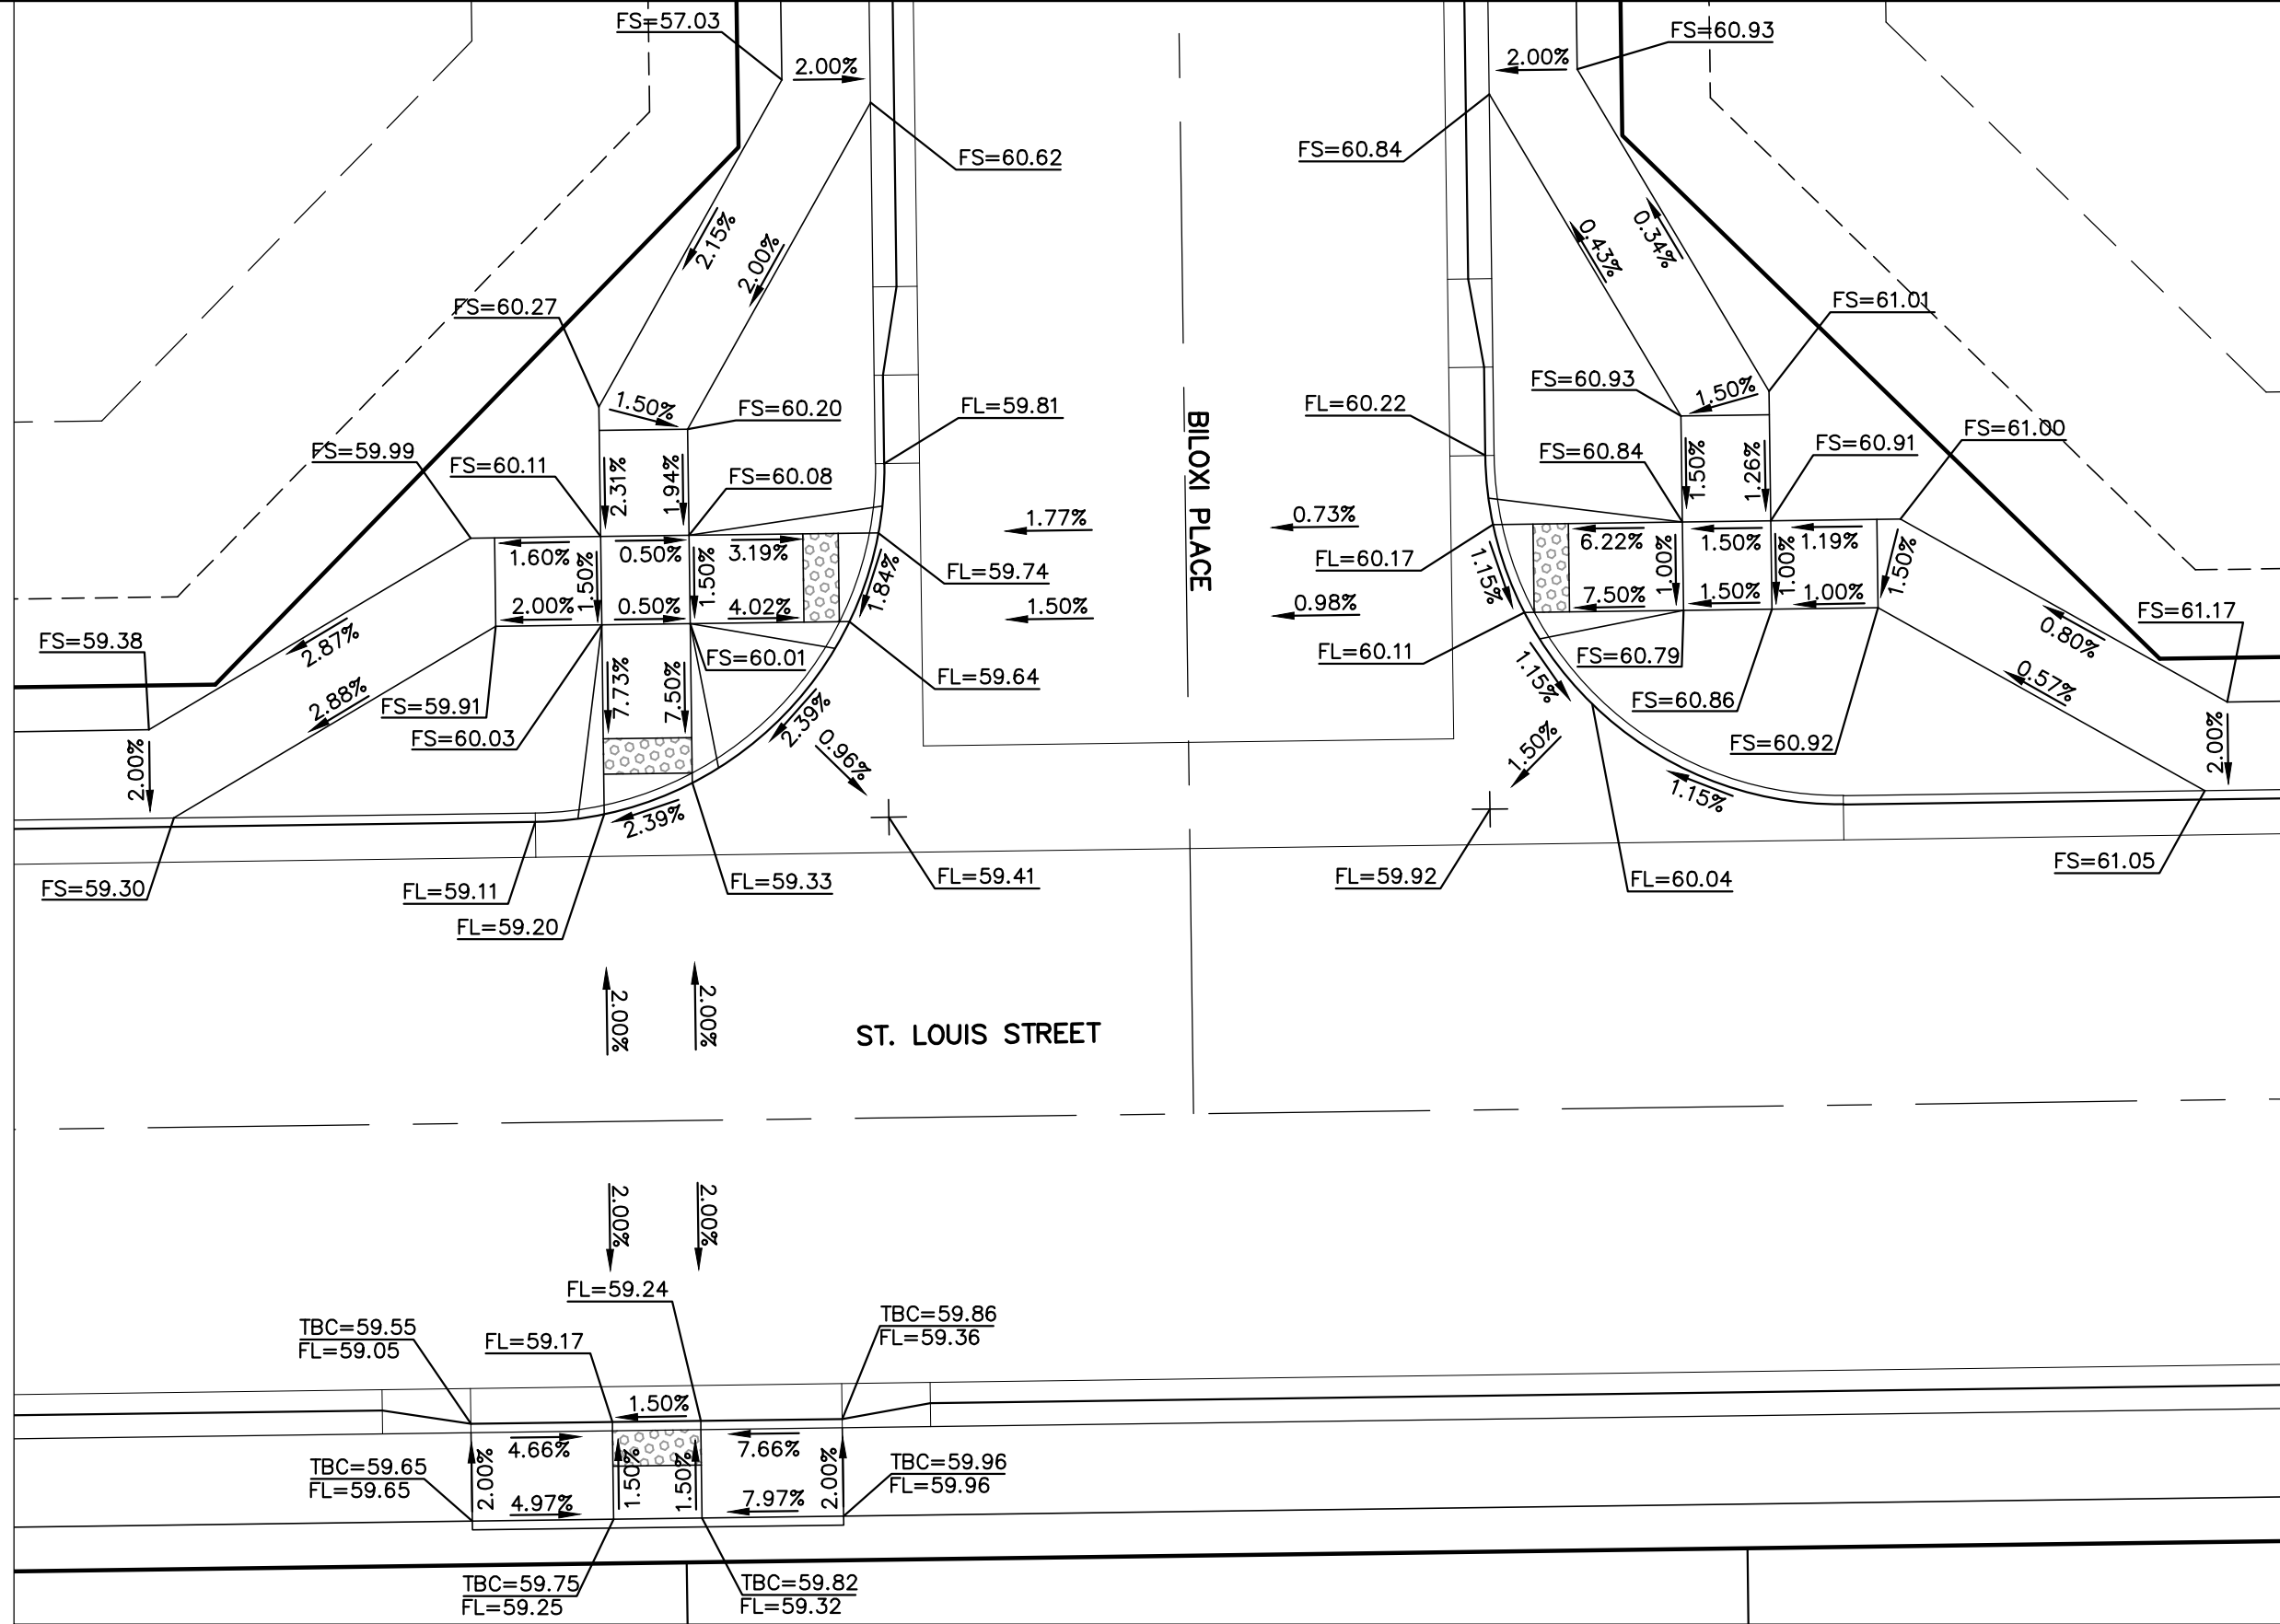 FS=57.03
2.00%
2.00%
FS=60.93
FS=60.62
FS=60.84
2.15%
2.00%
0.43%
0.34%
FS=60.27
FS=61.01
1.50%
FS=60.20
FL=59.81
FL=60.22
FS=60.93
1.50%
FS=59.99
FS=60.11
2.31%
1.94%
FS=60.08
BILOXI PLACE
FS=60.84
1.50%
1.26%
FS=60.91
FS=61.00
1.77%
0.73%
1.60%
1.50%
0.50%
1.50%
3.19%
FL=59.74
1.84%
FL=60.17
1.15%
6.22%
1.00%
1.50%
1.00%
1.19%
1.50%
2.00%
0.50%
4.02%
1.50%
0.98%
7.50%
1.50%
1.00%
FS=61.17
FS=59.38
2.87%
2.88%
FS=59.91
FS=60.03
7.73%
7.50%
FS=60.01
FL=59.64
FL=60.11
1.15%
FS=60.79
FS=60.86
FS=60.92
0.80%
0.57%
2.00%
2.39%
0.96%
1.50%
2.00%
1.15%
2.39%
FS=59.30
FL=59.11
FL=59.20
FL=59.33
FL=59.41
FL=59.92
FL=60.04
FS=61.05
2.00%
2.00%
ST. LOUIS STREET
2.00%
2.00%
FL=59.24
TBC=59.55
FL=59.05
FL=59.17
TBC=59.86
FL=59.36
1.50%
4.66%
7.66%
TBC=59.65
FL=59.65
2.00%
4.97%
1.50%
1.50%
7.97%
2.00%
TBC=59.96
FL=59.96
TBC=59.75
FL=59.25
TBC=59.82
FL=59.32